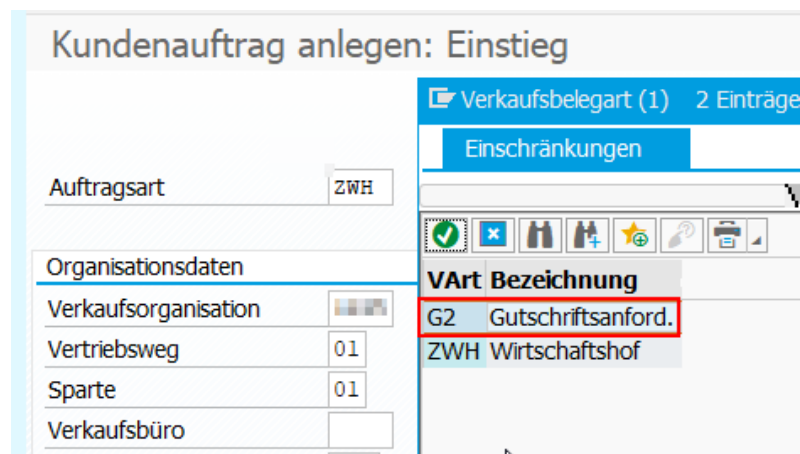 Kundenauftrag anlegen: Einstieg
Verkaufsbelegart (1) 2 Einträge
Einschränkungen
Auftragsart ZWH
Organisationsdaten
VArt Bezeichnung
Verkaufsorganisation
G2 Gutschriftsanford.
Vertriebsweg 01
ZWH Wirtschaftshof
Sparte 01
Verkaufsbüro